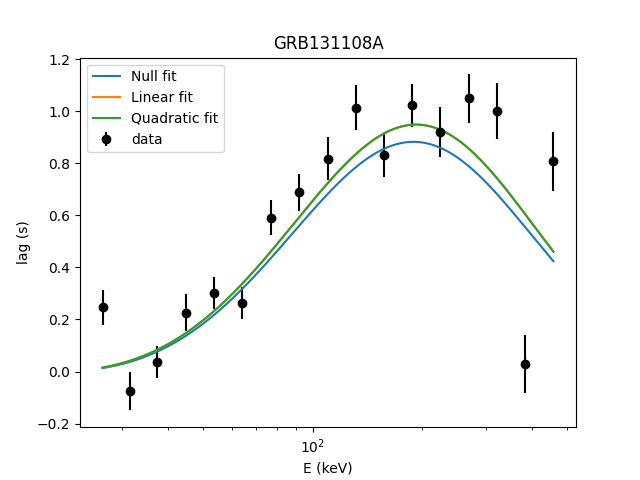 GRB131108A
Null fit
Linear fit
Quadratic fit
data
lag (s)
1.2
1.0
0.8
0.6
0.4
0.2
0.0
−0.2
10²
E (keV)